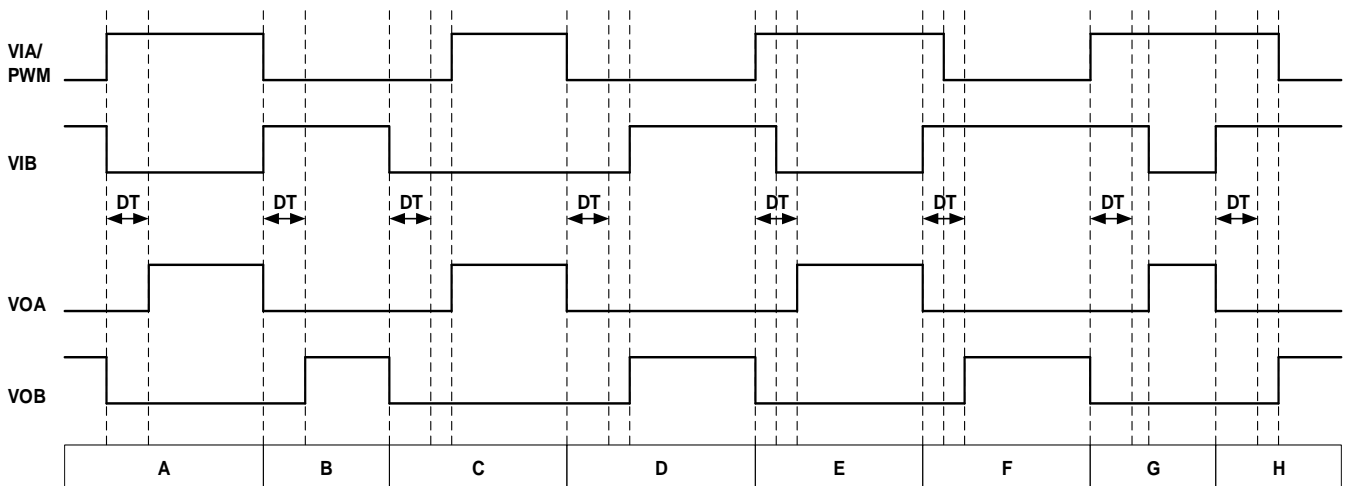 VIA/
PWM
VIB
DT DT DT DT DT DT DT DT
VOA
VOB
A B C D E F G H